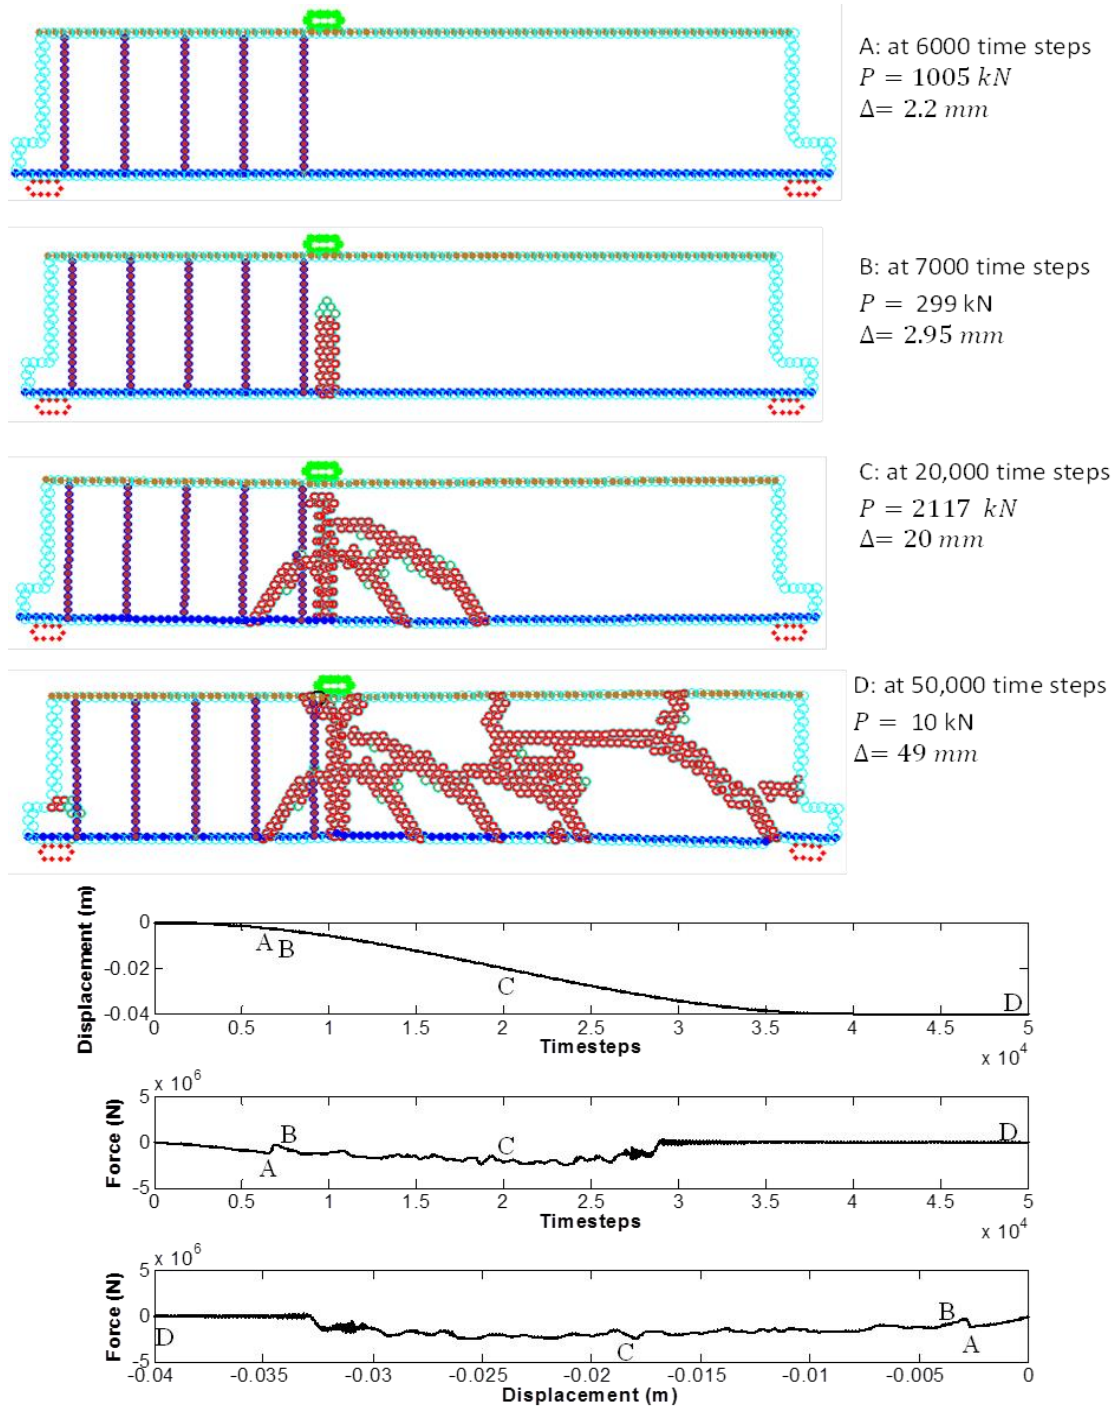 A: at 6000 time steps
P = 1005 kN
Δ= 2.2 mm
B: at 7000 time steps
P = 299 kN
Δ= 2.95 mm
C: at 20,000 time steps
P = 2117 kN
Δ= 20 mm
D: at 50,000 time steps
P = 10 kN
Δ= 49 mm
Displacement (m)
0
-0.02
-0.04
A B
C
D
0 0.5 1 1.5 2 2.5 3 3.5 4 4.5 5
Timesteps
x 10^4
x 10^6
Force (N)
5
0
-5
B
A
C
D
0 0.5 1 1.5 2 2.5 3 3.5 4 4.5 5
Timesteps
x 10^4
x 10^6
Force (N)
5
0
-5
D
C
B
A
-0.04 -0.035 -0.03 -0.025 -0.02 -0.015 -0.01 -0.005 0
Displacement (m)